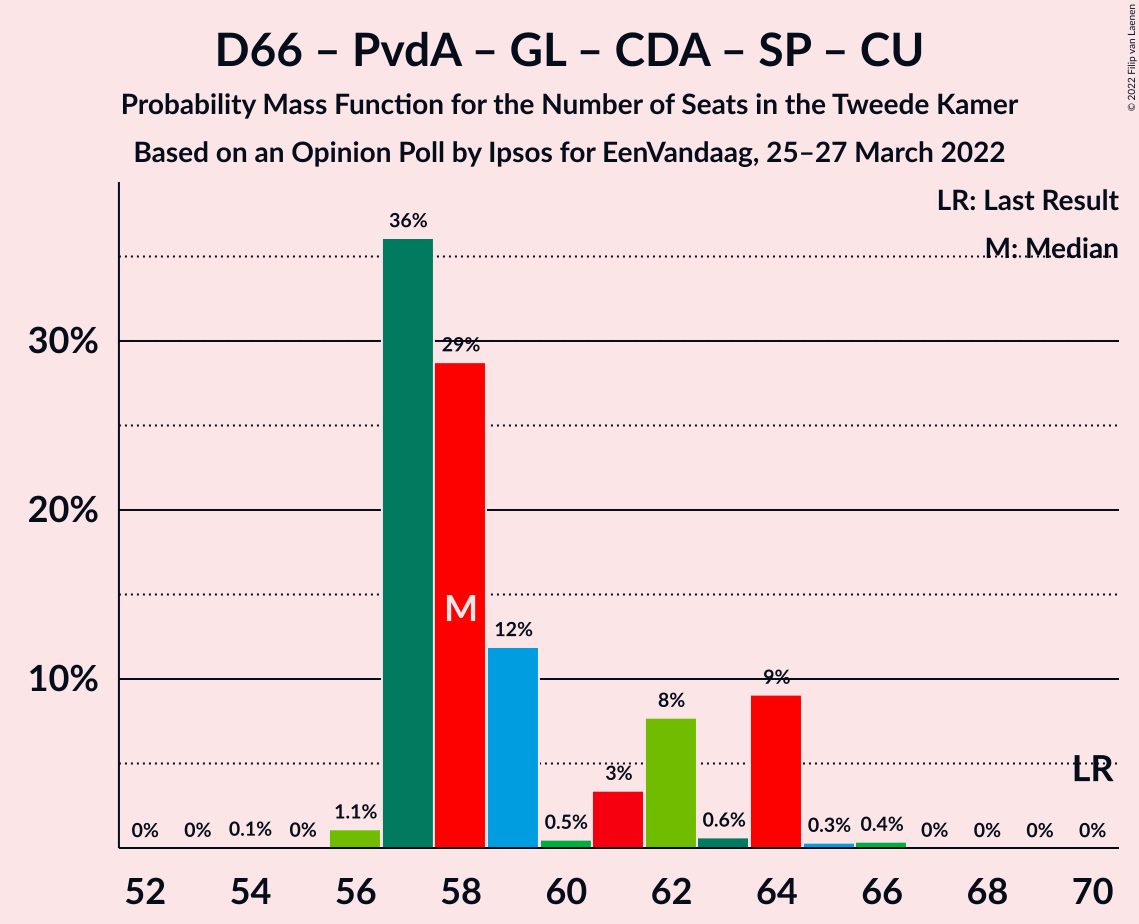 D66 – PvdA – GL – CDA – SP – CU
Probability Mass Function for the Number of Seats in the Tweede Kamer
Based on an Opinion Poll by Ipsos for EenVandaag, 25–27 March 2022
© 2022 Filip van Laenen
LR: Last Result
M: Median
36%
30%
29%
20%
M
12%
10%
9%
8%
LR
3%
1.1%
0.5%
0.6%
0.3%
0.4%
0% 0% 0.1% 0% 0% 0% 0% 0%
52 54 56 58 60 62 64 66 68 70